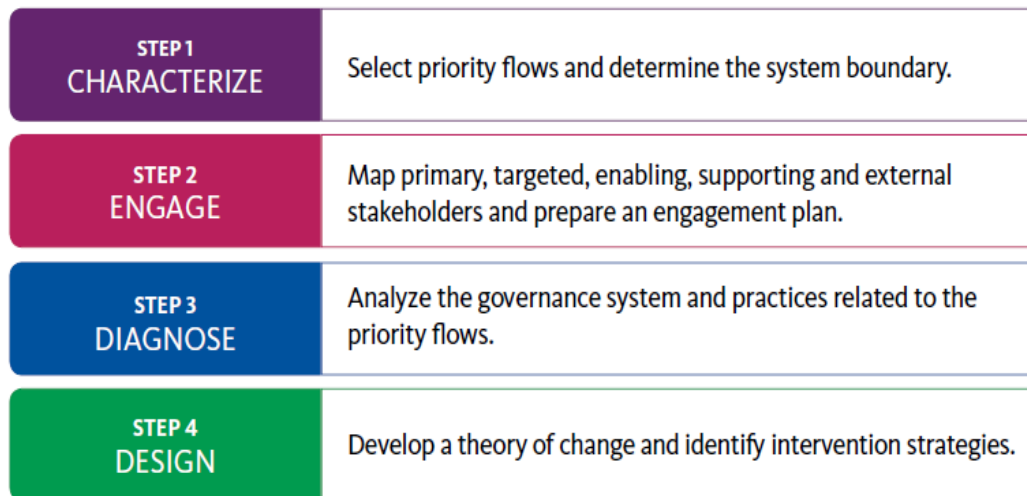 STEP 1
CHARACTERIZE
Select priority flows and determine the system boundary.
STEP 2
ENGAGE
Map primary, targeted, enabling, supporting and external
stakeholders and prepare an engagement plan.
STEP 3
DIAGNOSE
Analyze the governance system and practices related to the
priority flows.
STEP 4
DESIGN
Develop a theory of change and identify intervention strategies.